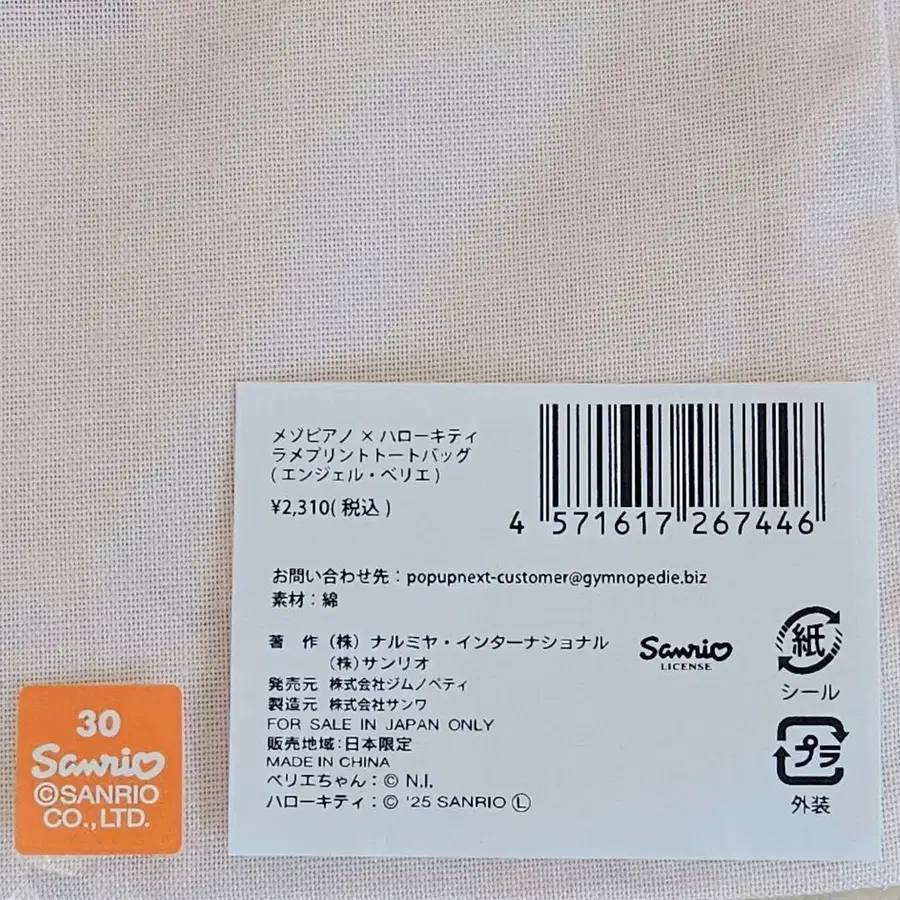 メゾピアノ×ハローキティ
ラメプリントトートバッグ
(エンジェル・ベリエ)
¥2,310(税込)
4 571617 267446
お問い合わせ先：popupnext-customer@gymnopedie.biz
素材：綿
著 作 (株) ナルミヤ・インターナショナル
(株)サンリオ
発売元 株式会社ジムノペティ
製造元 株式会社サンワ
FOR SALE IN JAPAN ONLY
販売地域：日本限定
MADE IN CHINA
ベリエちゃん：© N.I.
ハローキティ：© '25 SANRIO Ⓛ
Sanrio
LICENSE
紙
シール
プラ
外装
30
Sanrio
©SANRIO
CO.,LTD.